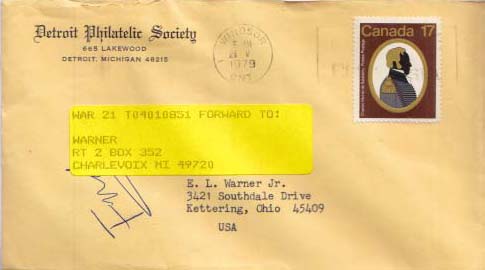 Detroit Philatelic Society
665 LAKEWOOD
DETROIT, MICHIGAN 48215
WINDSOR
1979
ONT
Canada 17
WAR 21 T04010851 FORWARD TO:
WARNER
RT 2 BOX 352
CHARLEVOIX MI 49720
E. L. Warner Jr.
3421 Southdale Drive
Kettering, Ohio 45409
USA